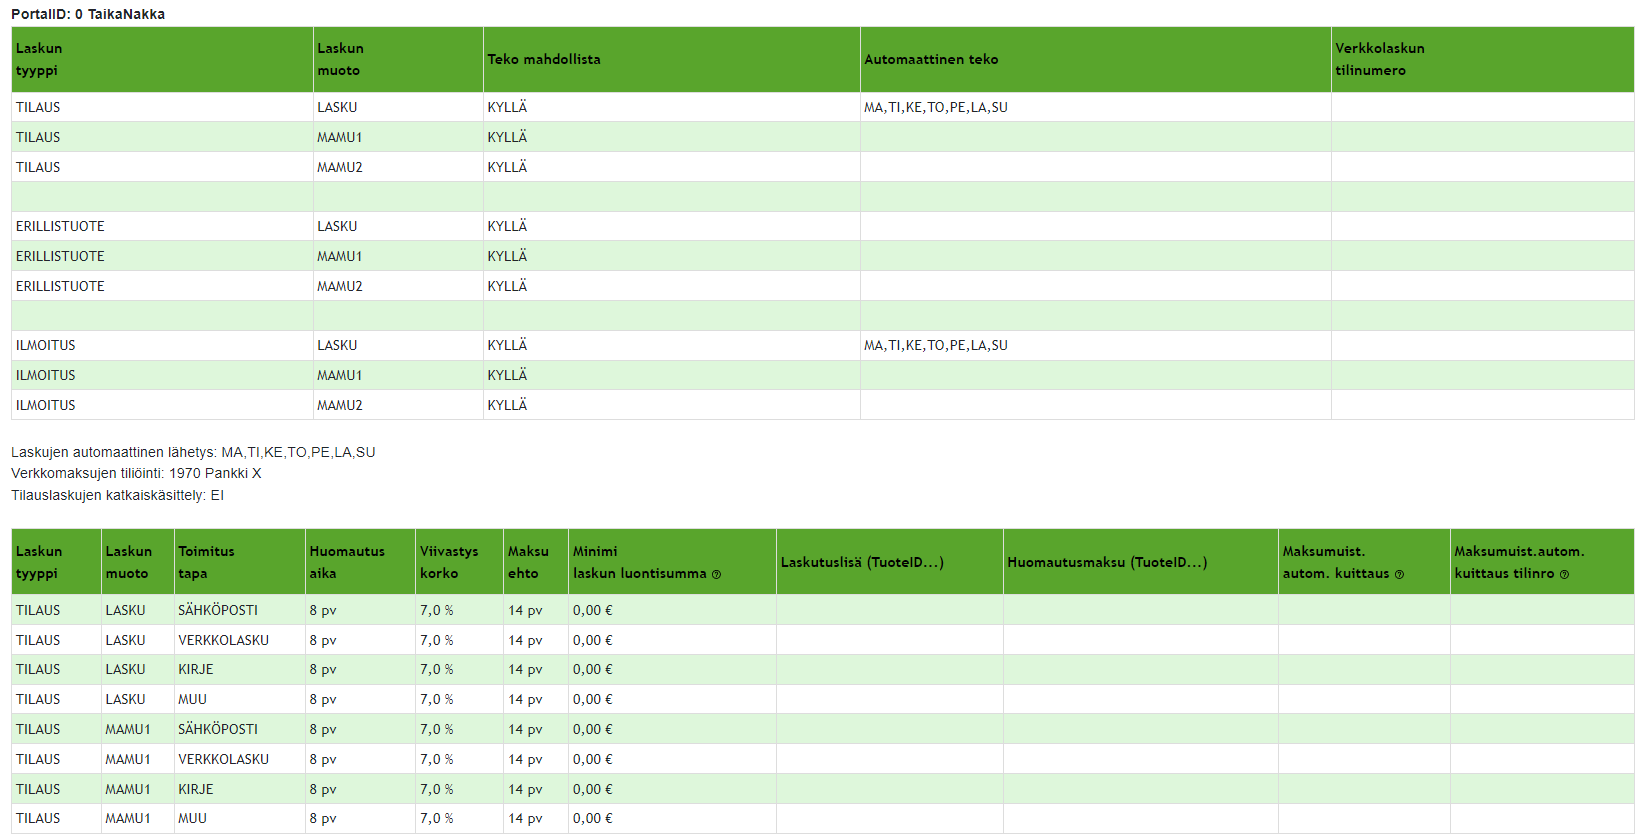 PortalID: 0 TaikaNakka
Laskun tyyppi Laskun muoto Teko mahdollista Automaattinen teko Verkkolaskun tilinumero
TILAUS LASKU KYLLÄ MA,TI,KE,TO,PE,LA,SU
TILAUS MAMU1 KYLLÄ
TILAUS MAMU2 KYLLÄ
ERILLISTUOTE LASKU KYLLÄ
ERILLISTUOTE MAMU1 KYLLÄ
ERILLISTUOTE MAMU2 KYLLÄ
ILMOITUS LASKU KYLLÄ MA,TI,KE,TO,PE,LA,SU
ILMOITUS MAMU1 KYLLÄ
ILMOITUS MAMU2 KYLLÄ
Laskujen automaattinen lähetys: MA,TI,KE,TO,PE,LA,SU
Verkkomaksujen tiliöinti: 1970 Pankki X
Tilauslaskujen katkaiskäsittely: EI
Laskun tyyppi Laskun muoto Toimitus tapa Huomautus aika Viivastys korko Maksu ehto Minimi laskun luontisumma ? Laskutuslisä (TuoteID...) Huomautusmaksu (TuoteID...) Maksumuist. autom. kuittaus ? Maksumuist.autom. kuittaus tilinro ?
TILAUS LASKU SÄHKÖPOSTI 8 pv 7,0 % 14 pv 0,00 €
TILAUS LASKU VERKKOLASKU 8 pv 7,0 % 14 pv 0,00 €
TILAUS LASKU KIRJE 8 pv 7,0 % 14 pv 0,00 €
TILAUS LASKU MUU 8 pv 7,0 % 14 pv 0,00 €
TILAUS MAMU1 SÄHKÖPOSTI 8 pv 7,0 % 14 pv 0,00 €
TILAUS MAMU1 VERKKOLASKU 8 pv 7,0 % 14 pv 0,00 €
TILAUS MAMU1 KIRJE 8 pv 7,0 % 14 pv 0,00 €
TILAUS MAMU1 MUU 8 pv 7,0 % 14 pv 0,00 €